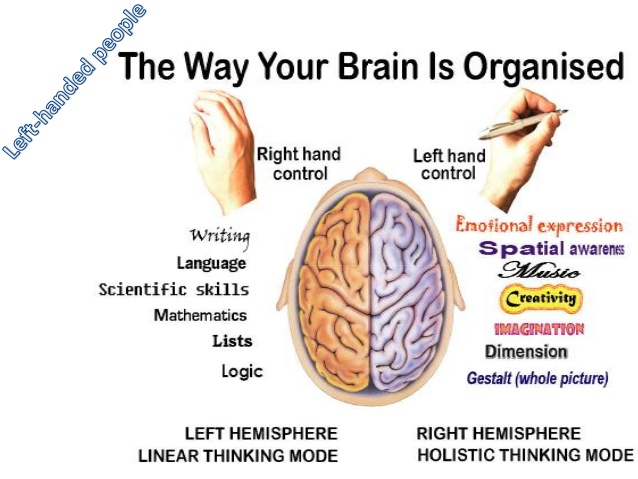 Left-handed people
The Way Your Brain Is Organised
Right hand
control
Left hand
control
Writing
Language
Scientific skills
Mathematics
Lists
Logic
Emotional expression
Spatial awareness
Music
Creativity
IMAGINATION
Dimension
Gestalt (whole picture)
LEFT HEMISPHERE
LINEAR THINKING MODE
RIGHT HEMISPHERE
HOLISTIC THINKING MODE